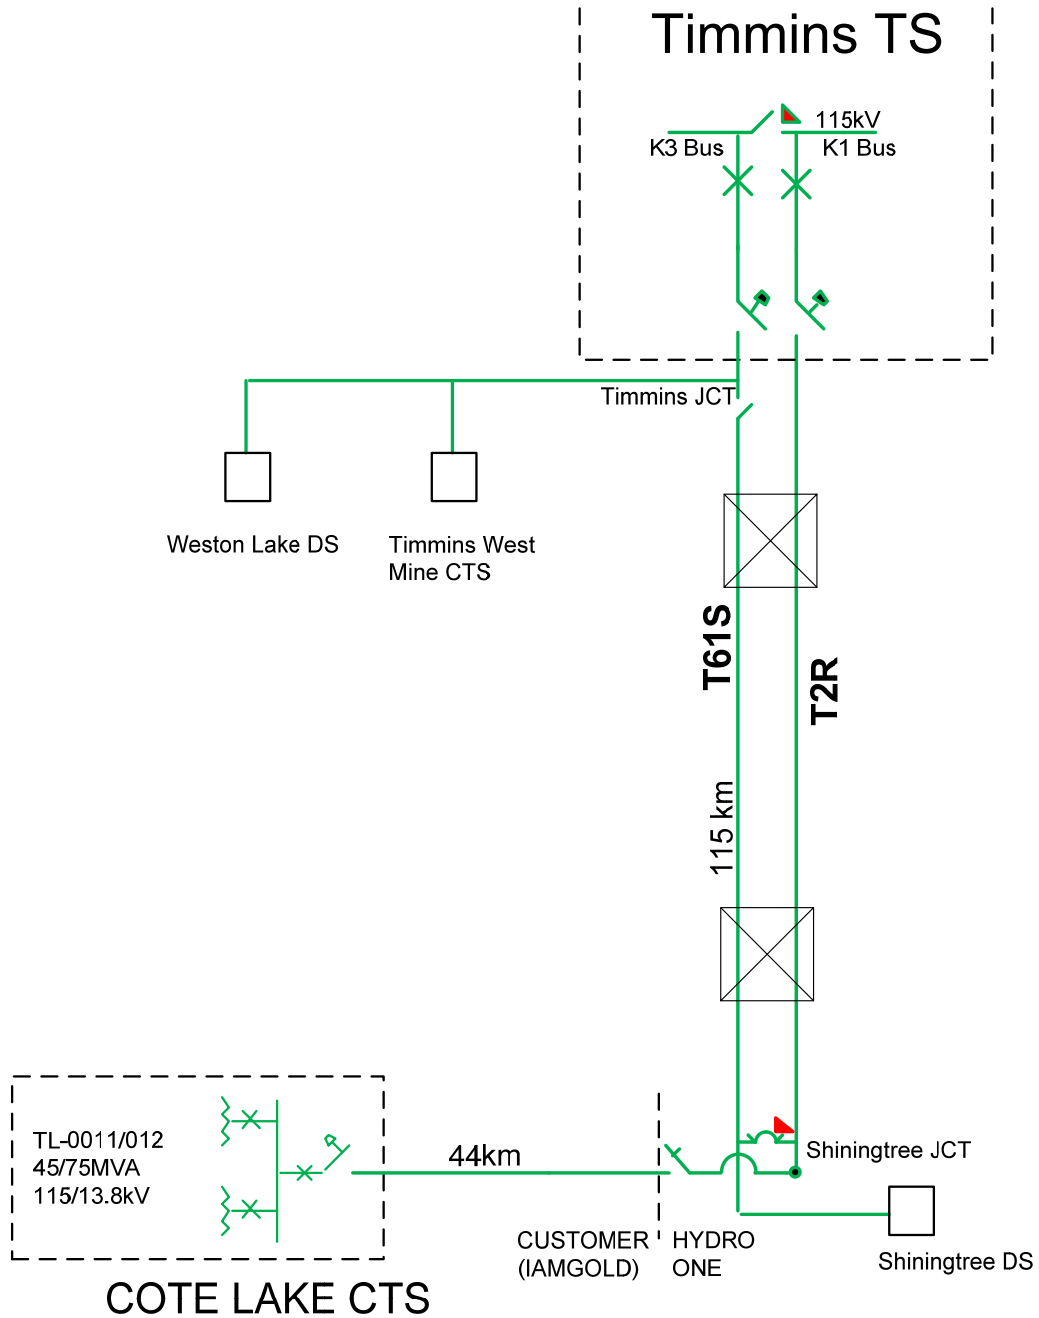 Timmins TS
115kV
K3 Bus
K1 Bus
Timmins JCT
Weston Lake DS
Timmins West
Mine CTS
T61S
T2R
115 km
TL-0011/012
45/75MVA
115/13.8kV
44km
Shiningtree JCT
CUSTOMER
(IAMGOLD)
HYDRO
ONE
Shiningtree DS
COTE LAKE CTS